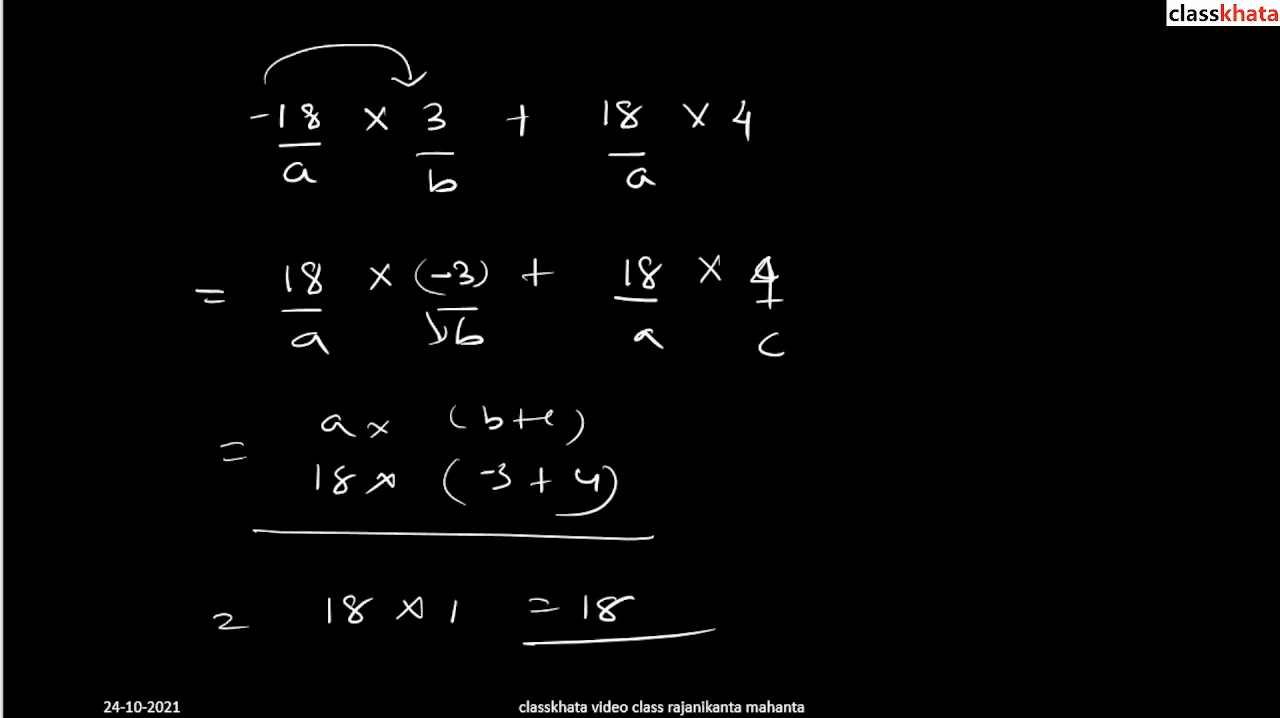 classkhata
-18 × 3 + 18 × 4
a b a
= 18 × (-3) + 18 × 4
a b a c
= a × (b+c)
18 × (-3 + 4)
= 18 × 1 = 18
24-10-2021 classkhata video class rajanikanta mahanta